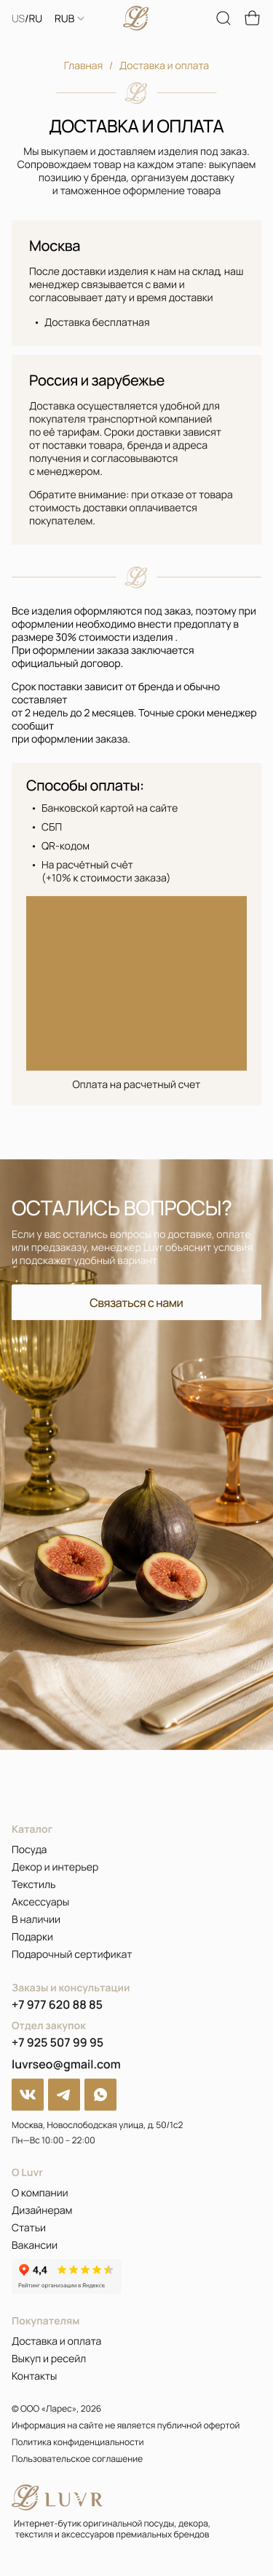 US/RU RUB
Главная / Доставка и оплата
ДОСТАВКА И ОПЛАТА
Мы выкупаем и доставляем изделия под заказ.
Сопровождаем товар на каждом этапе: выкупаем
позицию у бренда, организуем доставку
и таможенное оформление товара
Москва
После доставки изделия к нам на склад, наш
менеджер связывается с вами и
согласовывает дату и время доставки
• Доставка бесплатная
Россия и зарубежье
Доставка осуществляется удобной для
покупателя транспортной компанией
по её тарифам. Сроки доставки зависят
от поставки товара, бренда и адреса
получения и согласовываются
с менеджером.
Обратите внимание: при отказе от товара
стоимость доставки оплачивается
покупателем.
Все изделия оформляются под заказ, поэтому при
оформлении необходимо внести предоплату в
размере 30% стоимости изделия .
При оформлении заказа заключается
официальный договор.
Срок поставки зависит от бренда и обычно
составляет
от 2 недель до 2 месяцев. Точные сроки менеджер
сообщит
при оформлении заказа.
Способы оплаты:
• Банковской картой на сайте
• СБП
• QR-кодом
• На расчётный счёт
(+10% к стоимости заказа)
Оплата на расчетный счет
ОСТАЛИСЬ ВОПРОСЫ?
Если у вас остались вопросы по доставке, оплате
или предзаказу, менеджер Luvr объяснит условия
и подскажет удобный вариант
Связаться с нами
Каталог
Посуда
Декор и интерьер
Текстиль
Аксессуары
В наличии
Подарки
Подарочный сертификат
Заказы и консультации
+7 977 620 88 85
Отдел закупок
+7 925 507 99 95
luvrseo@gmail.com
Москва, Новослободская улица, д. 50/1с2
Пн—Вс 10:00 – 22:00
О Luvr
О компании
Дизайнерам
Статьи
Вакансии
4,4
Рейтинг организации в Яндексе
Покупателям
Доставка и оплата
Выкуп и ресейл
Контакты
© ООО «Ларес», 2026
Информация на сайте не является публичной офертой
Политика конфиденциальности
Пользовательское соглашение
LUVR
Интернет-бутик оригинальной посуды, декора,
текстиля и аксессуаров премиальных брендов